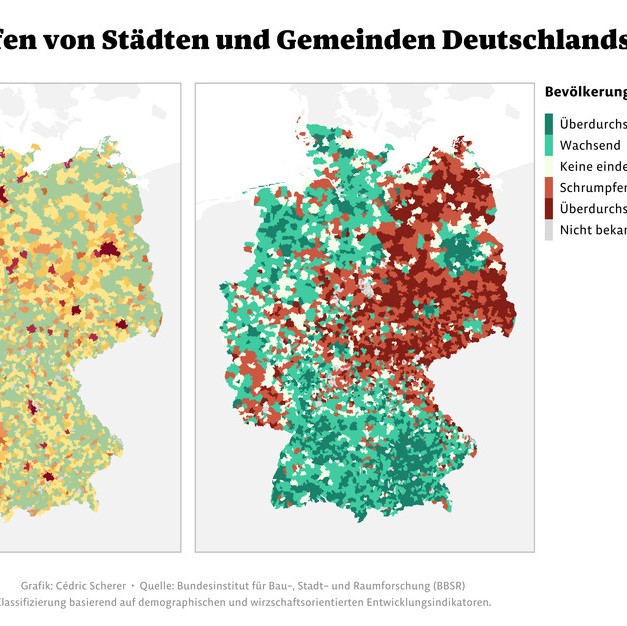 fen von Städten und Gemeinden Deutschlands
Bevölkerung
Überdurchs
Wachsend
Keine einde
Schrumpfen
Überdurchs
Nicht bekan
Grafik: Cédric Scherer • Quelle: Bundesinstitut für Bau-, Stadt- und Raumforschung (BBSR)
lassifizierung basierend auf demographischen und wirzschaftsorientierten Entwicklungsindikatoren.